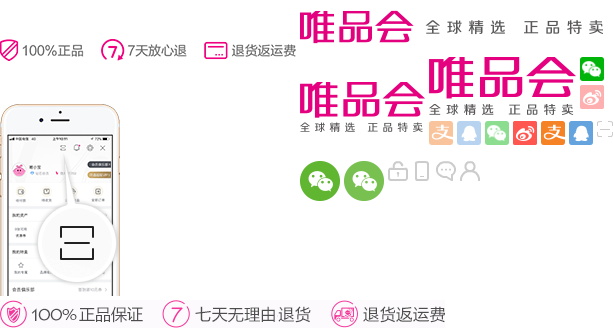 唯品会 全球精选 正品特卖
100%正品 7天放心退 退货返运费
唯品会
全球精选 正品特卖
唯品会
全球精选 正品特卖
100%正品保证 7 七天无理由退货 退货返运费